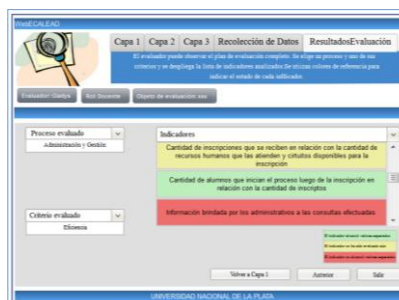 WebECALEAD
Capa 1 Capa 2 Capa 3 Recolección de Datos ResultadosEvaluación
El evaluador puede observar el plan de evaluación completo. Se elige un proceso y uno de sus
criterios y se despliega la lista de indicadores analizados. Se utilizan colores de referencia para
indicar el estado de cada indicador.
Evaluador: Gladys Rol: Docente Objeto de evaluación:
Proceso evaluado
Administración y Gestión
Indicadores
Cantidad de inscripciones que se reciben en relación con la cantidad de
recursos humanos que las atienden y circuitos disponibles para la
inscripción
Cantidad de alumnos que inician el proceso luego de la inscripción en
relación con la cantidad de inscriptos
Información brindada por los administrativos a las consultas efectuadas
Criterio evaluado
Eficiencia
Volver a Capa 1 Anterior Salir
UNIVERSIDAD NACIONAL DE LA PLATA